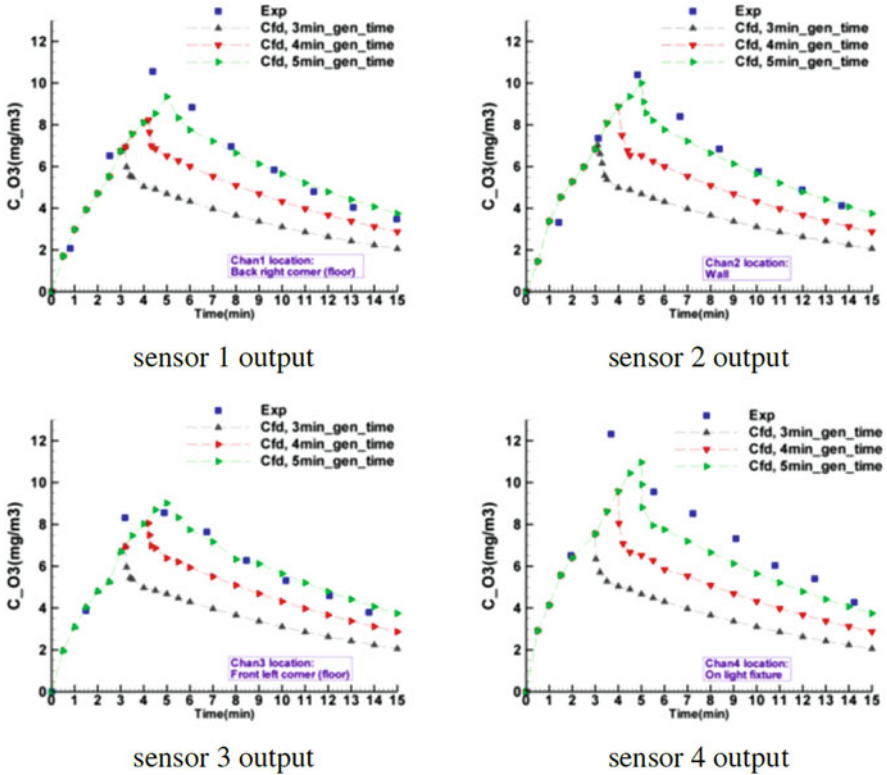 Exp
Cfd, 3min_gen_time
Cfd, 4min_gen_time
Cfd, 5min_gen_time
C_O3(mg/m3)
12
10
8
6
4
2
0
Chan1 location:
Back right corner (floor)
0 1 2 3 4 5 6 7 8 9 10 11 12 13 14 15
Time(min)
sensor 1 output
Exp
Cfd, 3min_gen_time
Cfd, 4min_gen_time
Cfd, 5min_gen_time
C_O3(mg/m3)
12
10
8
6
4
2
0
Chan2 location:
Wall
0 1 2 3 4 5 6 7 8 9 10 11 12 13 14 15
Time(min)
sensor 2 output
Exp
Cfd, 3min_gen_time
Cfd, 4min_gen_time
Cfd, 5min_gen_time
C_O3(mg/m3)
12
10
8
6
4
2
0
Chan3 location:
Front left corner (floor)
0 1 2 3 4 5 6 7 8 9 10 11 12 13 14 15
Time(min)
sensor 3 output
Exp
Cfd, 3min_gen_time
Cfd, 4min_gen_time
Cfd, 5min_gen_time
C_O3(mg/m3)
12
10
8
6
4
2
0
Chan4 location:
On light fixture
0 1 2 3 4 5 6 7 8 9 10 11 12 13 14 15
Time(min)
sensor 4 output